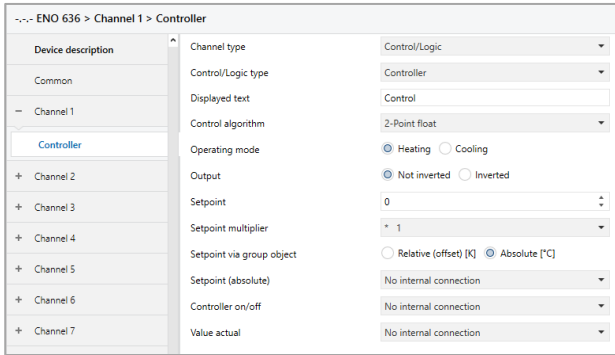 -.-.- ENO 636 > Channel 1 > Controller
Device description
Common
− Channel 1
Controller
+ Channel 2
+ Channel 3
+ Channel 4
+ Channel 5
+ Channel 6
+ Channel 7
Channel type Control/Logic
Control/Logic type Controller
Displayed text Control
Control algorithm 2-Point float
Operating mode Heating Cooling
Output Not inverted Inverted
Setpoint 0
Setpoint multiplier * 1
Setpoint via group object Relative (offset) [K] Absolute [°C]
Setpoint (absolute) No internal connection
Controller on/off No internal connection
Value actual No internal connection